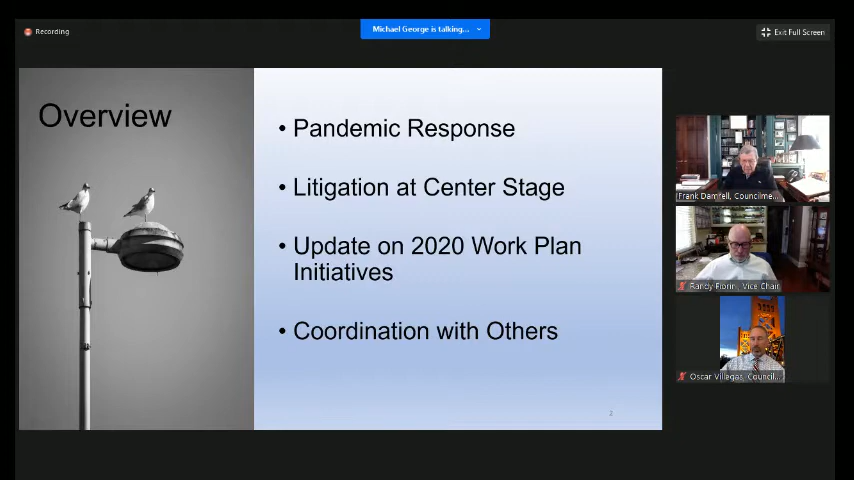 Recording
Michael George is talking...
Exit Full Screen
Overview
• Pandemic Response
• Litigation at Center Stage
• Update on 2020 Work Plan
Initiatives
• Coordination with Others
2
Frank Damrell, Councilme...
Randy Fiorini, Vice Chair
Oscar Villegas, Council...